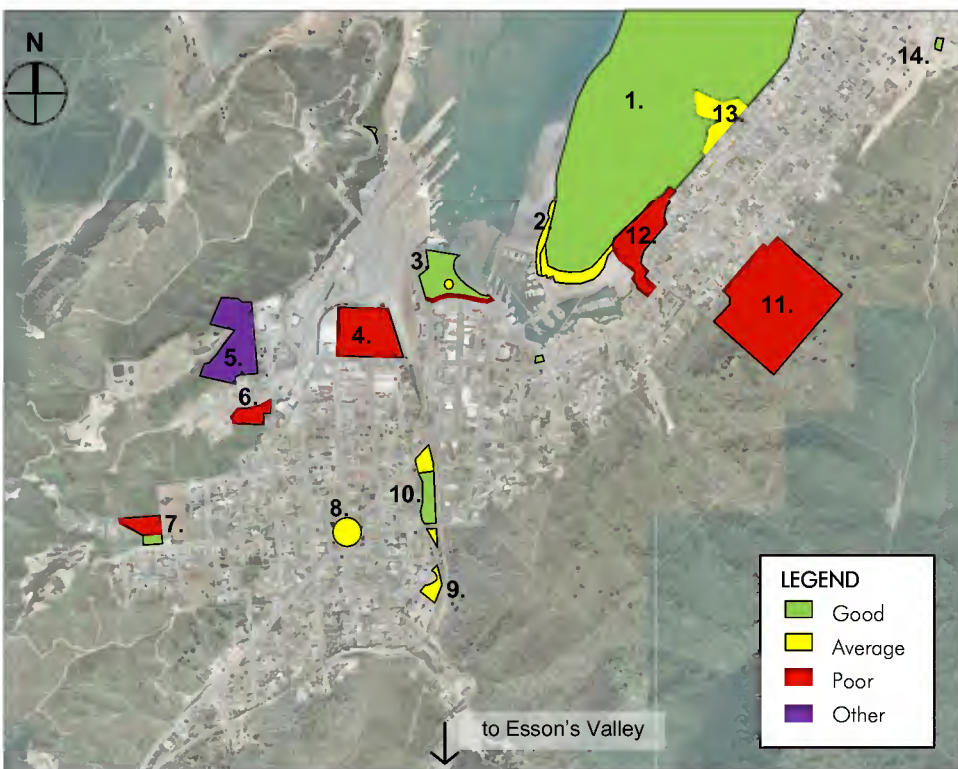 N
14.
1.
13.
2
12.
3
11.
4.
5.
6.
10.
8.
7.
9.
LEGEND
Good
Average
Poor
Other
to Esson's Valley